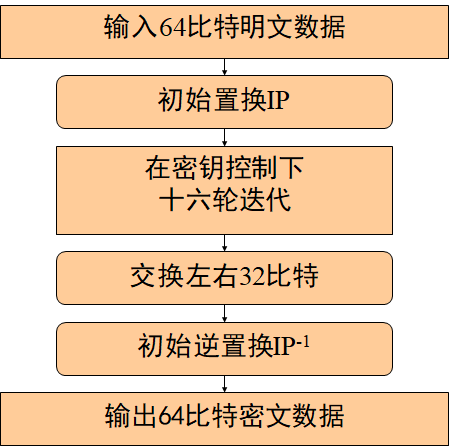 输入64比特明文数据
初始置换IP
在密钥控制下
十六轮迭代
交换左右32比特
初始逆置换IP⁻¹
输出64比特密文数据